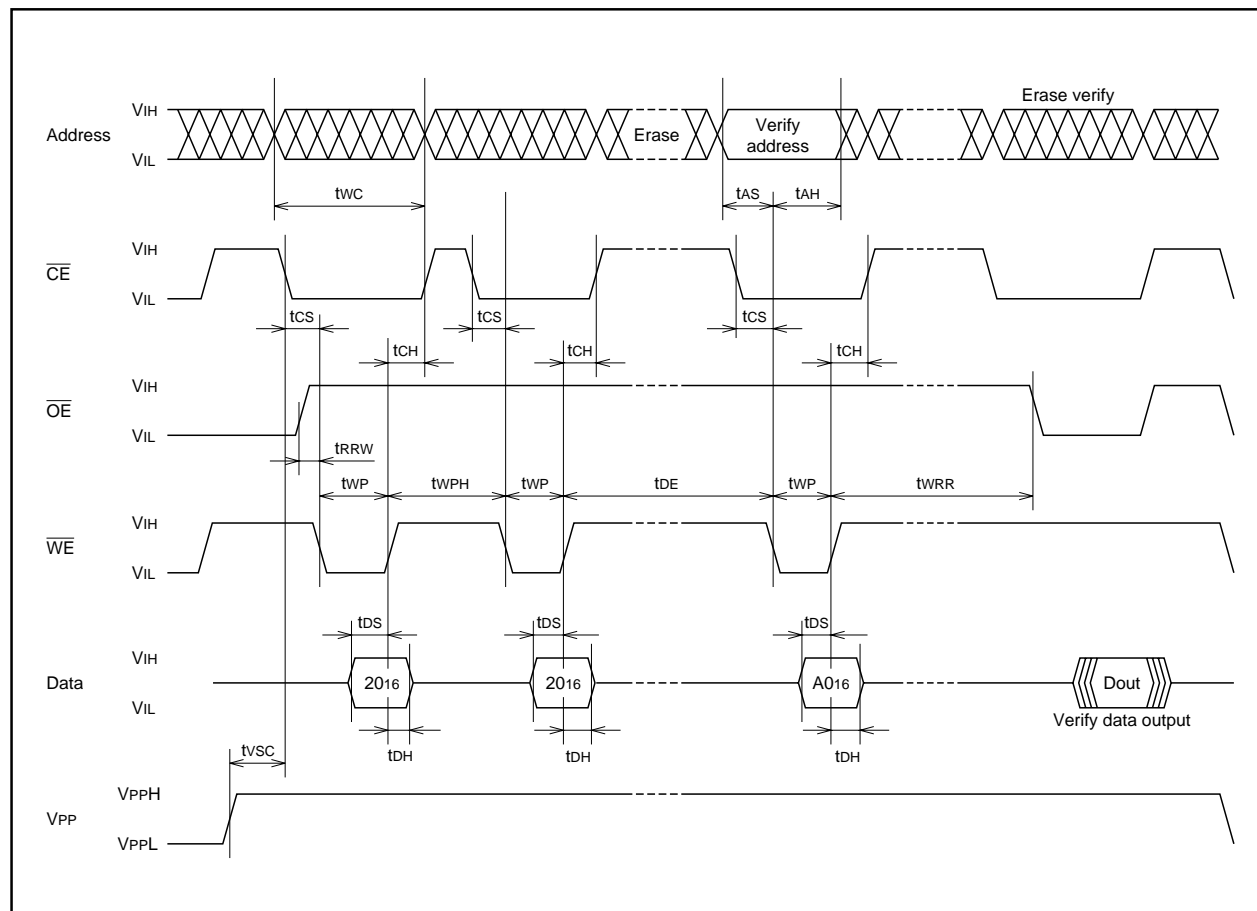 Erase verify
VIH
Address
Erase
Verify
address
VIL
tWC
tAS
tAH
VIH
CE
VIL
tCS
tCS
tCS
tCH
tCH
tCH
VIH
OE
VIL
tRRW
tWP
tWPH
tWP
tDE
tWP
tWRR
VIH
WE
VIL
tDS
tDS
tDS
VIH
Data
2016
2016
A016
Dout
VIL
Verify data output
tDH
tDH
tDH
tVSC
VPPH
VPP
VPPL